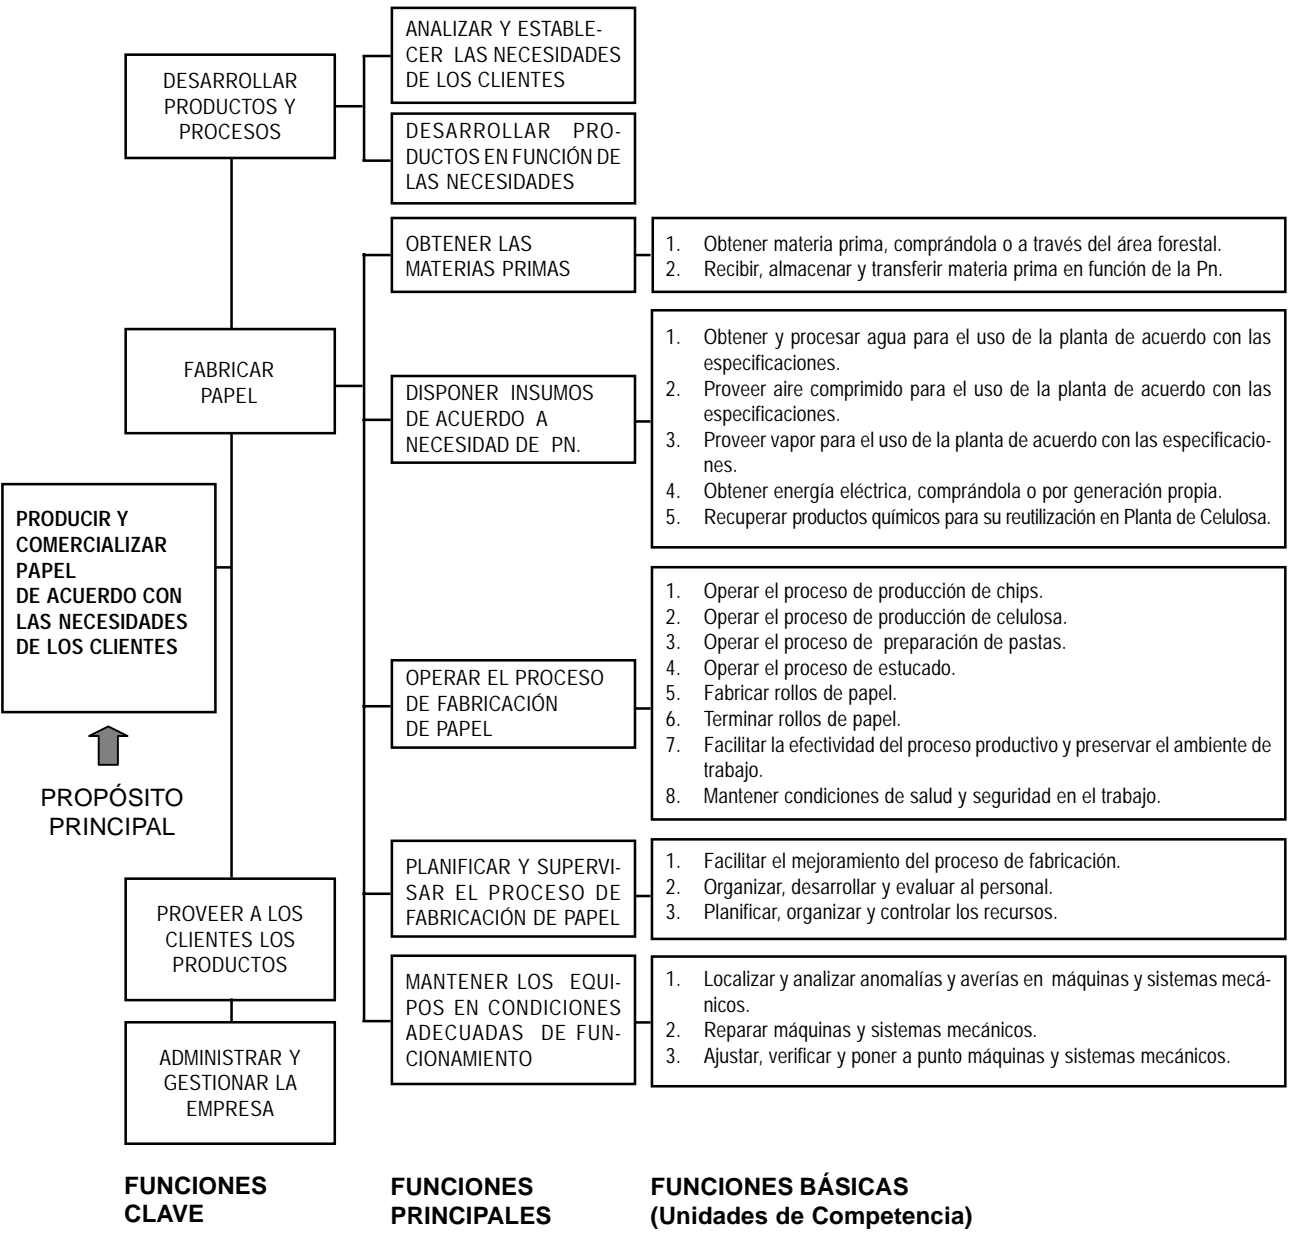 ANALIZAR Y ESTABLE-
CER LAS NECESIDADES
DE LOS CLIENTES
DESARROLLAR
PRODUCTOS Y
PROCESOS
DESARROLLAR PRO-
DUCTOS EN FUNCIÓN DE
LAS NECESIDADES
OBTENER LAS
MATERIAS PRIMAS
1. Obtener materia prima, comprándola o a través del área forestal.
2. Recibir, almacenar y transferir materia prima en función de la Pn.
FABRICAR
PAPEL
DISPONER INSUMOS
DE ACUERDO A
NECESIDAD DE PN.
1. Obtener y procesar agua para el uso de la planta de acuerdo con las
especificaciones.
2. Proveer aire comprimido para el uso de la planta de acuerdo con las
especificaciones.
3. Proveer vapor para el uso de la planta de acuerdo con las especificacio-
nes.
4. Obtener energía eléctrica, comprándola o por generación propia.
5. Recuperar productos químicos para su reutilización en Planta de Celulosa.
PRODUCIR Y
COMERCIALIZAR
PAPEL
DE ACUERDO CON
LAS NECESIDADES
DE LOS CLIENTES
PROPÓSITO
PRINCIPAL
OPERAR EL PROCESO
DE FABRICACIÓN
DE PAPEL
1. Operar el proceso de producción de chips.
2. Operar el proceso de producción de celulosa.
3. Operar el proceso de preparación de pastas.
4. Operar el proceso de estucado.
5. Fabricar rollos de papel.
6. Terminar rollos de papel.
7. Facilitar la efectividad del proceso productivo y preservar el ambiente de
trabajo.
8. Mantener condiciones de salud y seguridad en el trabajo.
PLANIFICAR Y SUPERVI-
SAR EL PROCESO DE
FABRICACIÓN DE PAPEL
1. Facilitar el mejoramiento del proceso de fabricación.
2. Organizar, desarrollar y evaluar al personal.
3. Planificar, organizar y controlar los recursos.
PROVEER A LOS
CLIENTES LOS
PRODUCTOS
MANTENER LOS EQUI-
POS EN CONDICIONES
ADECUADAS DE FUN-
CIONAMIENTO
1. Localizar y analizar anomalías y averías en máquinas y sistemas mecá-
nicos.
2. Reparar máquinas y sistemas mecánicos.
3. Ajustar, verificar y poner a punto máquinas y sistemas mecánicos.
ADMINISTRAR Y
GESTIONAR LA
EMPRESA
FUNCIONES
CLAVE
FUNCIONES
PRINCIPALES
FUNCIONES BÁSICAS
(Unidades de Competencia)